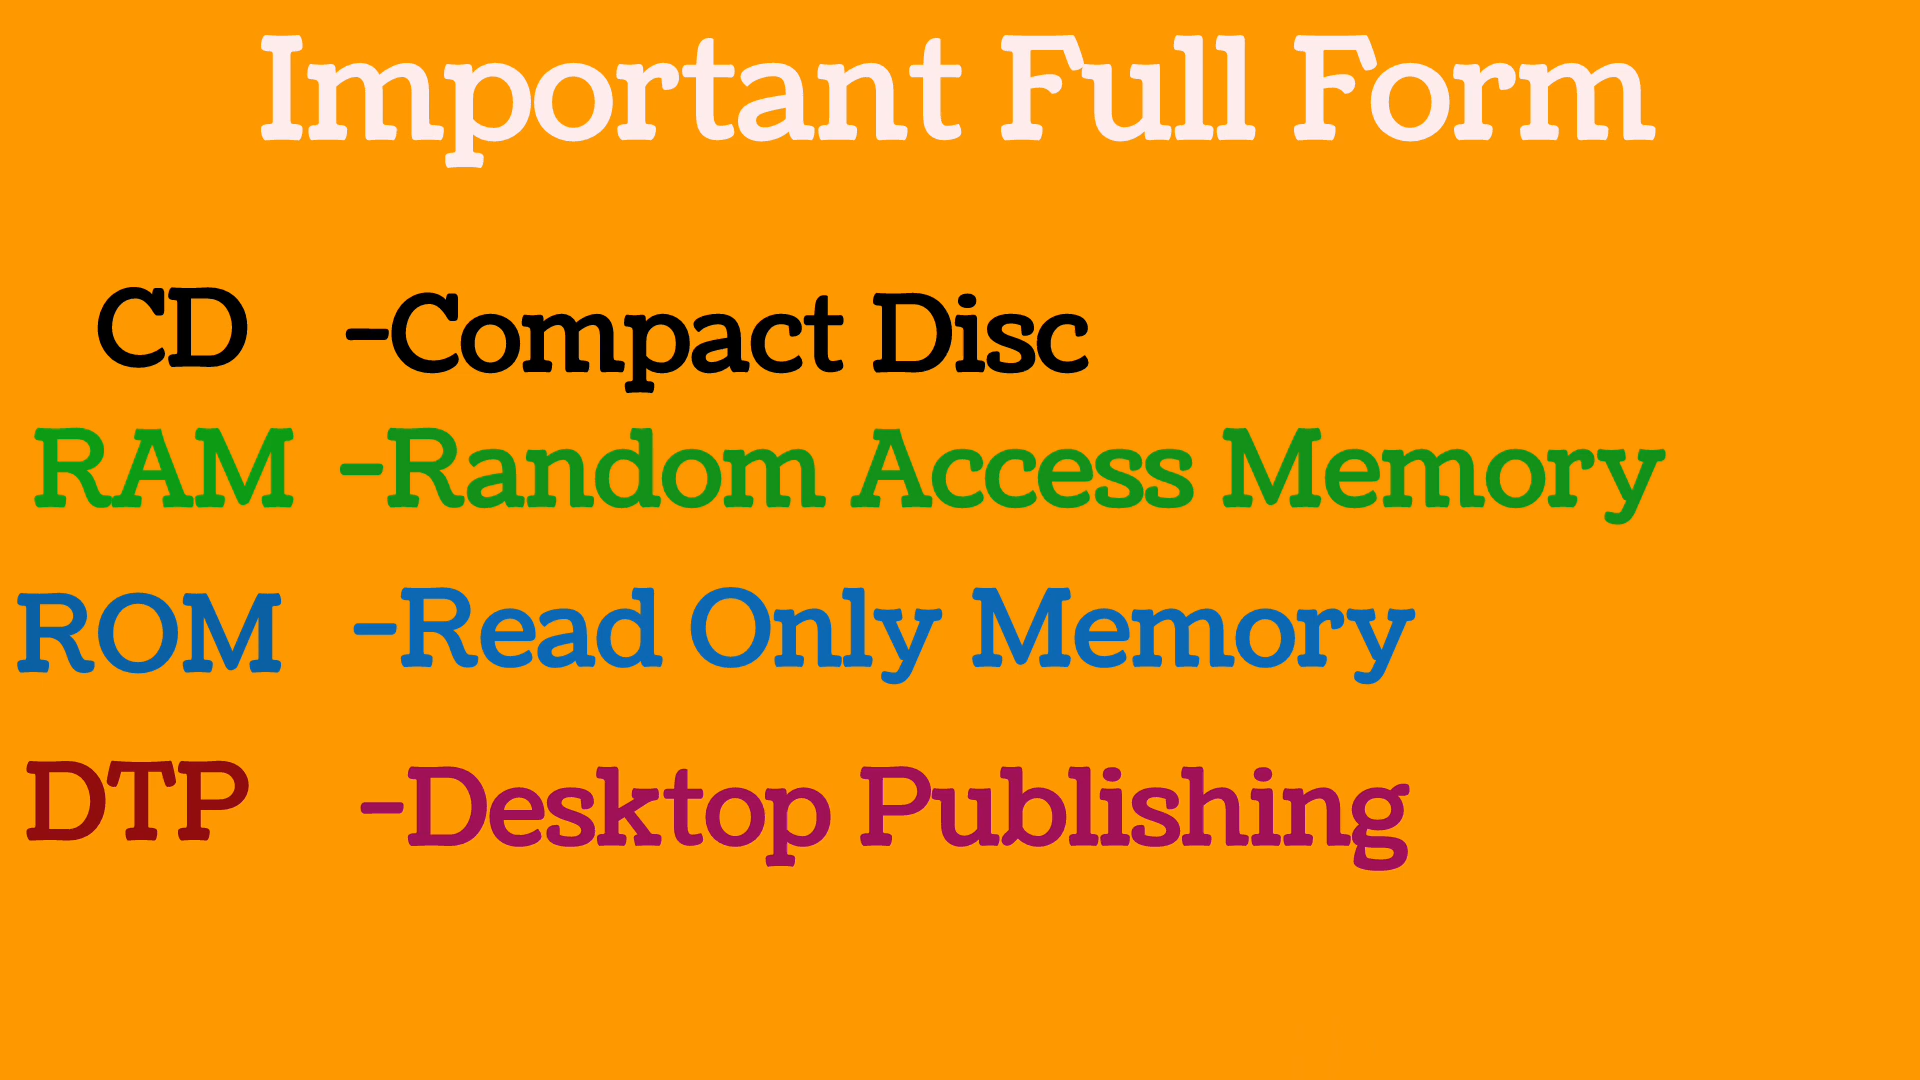 Important Full Form
CD -Compact Disc
RAM -Random Access Memory
ROM -Read Only Memory
DTP -Desktop Publishing